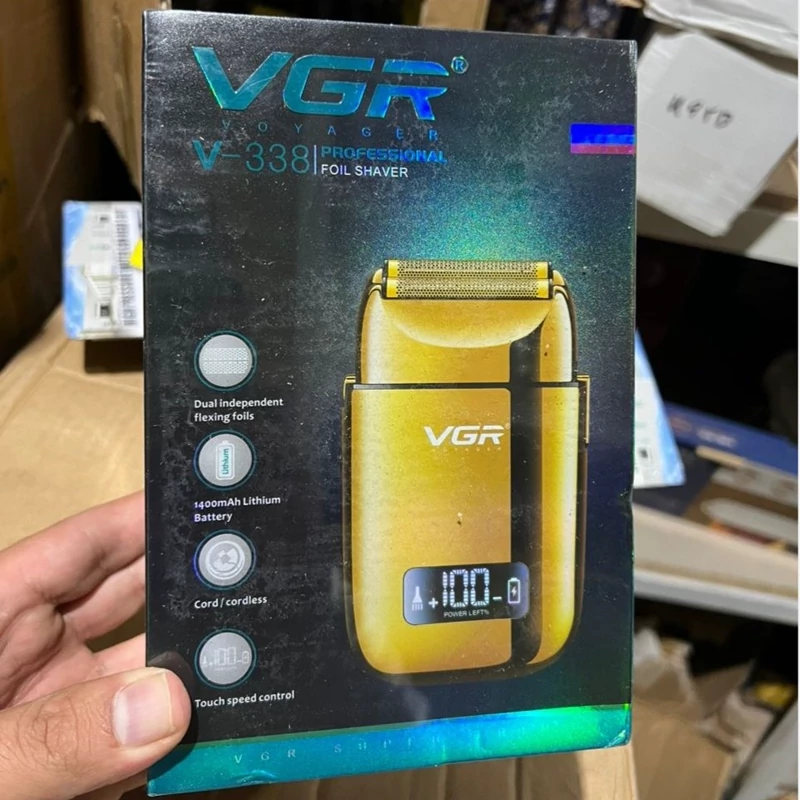 VGR®
VOYAGER
V-338 | PROFESSIONAL
FOIL SHAVER
Dual independent
flexing foils
Lithium
1400mAh Lithium
Battery
Cord / cordless
Touch speed control
VGR
VOYAGER
+100-
POWER LEFT%
VGR